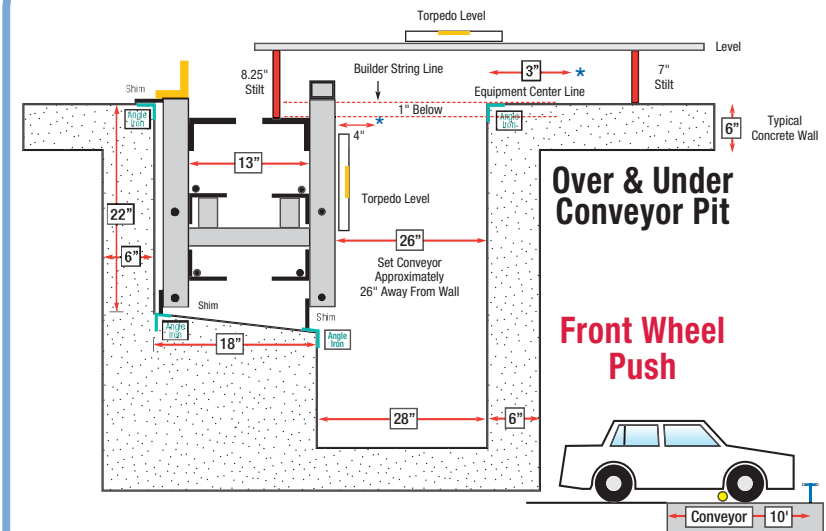 Torpedo Level
Level
8.25"
Stilt
Builder String Line
3"
*
7"
Stilt
Equipment Center Line
Shim
Angle
Iron
1" Below
Angle
Iron
6"
Typical
Concrete Wall
4"
*
13"
Torpedo Level
Over & Under
Conveyor Pit
22"
26"
6"
Set Conveyor
Approximately
26" Away From Wall
Shim
Shim
Angle
Iron
Angle
Iron
18"
Front Wheel
Push
28"
6"
Conveyor
10'